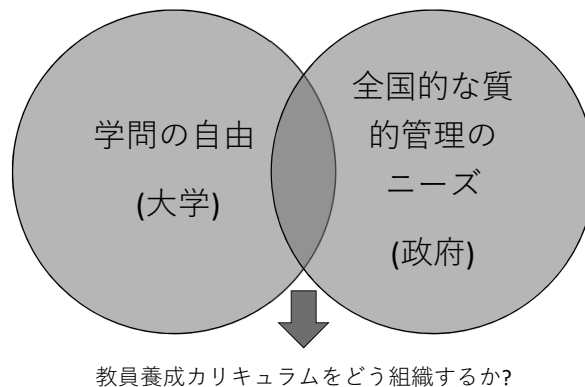 学問の自由
(大学)
全国的な質
的管理の
ニーズ
(政府)
教員養成カリキュラムをどう組織するか?